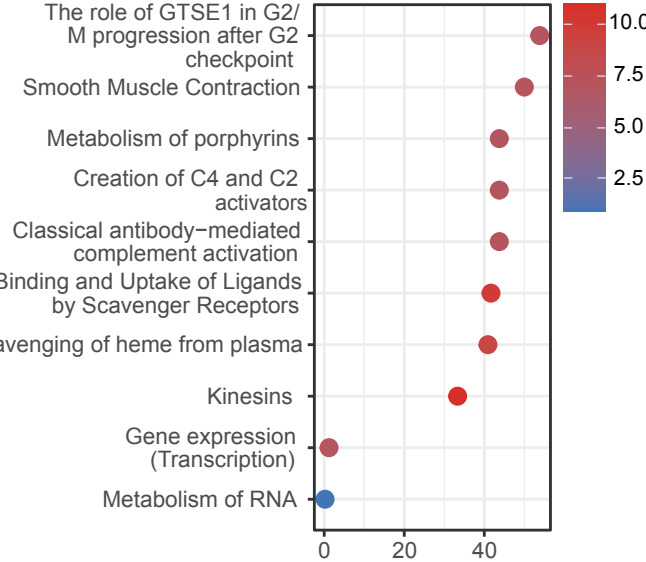 The role of GTSE1 in G2/
M progression after G2
checkpoint
Smooth Muscle Contraction
Metabolism of porphyrins
Creation of C4 and C2
activators
Classical antibody−mediated
complement activation
Binding and Uptake of Ligands
by Scavenger Receptors
avenging of heme from plasma
Kinesins
Gene expression
(Transcription)
Metabolism of RNA
0 20 40
10.0
7.5
5.0
2.5